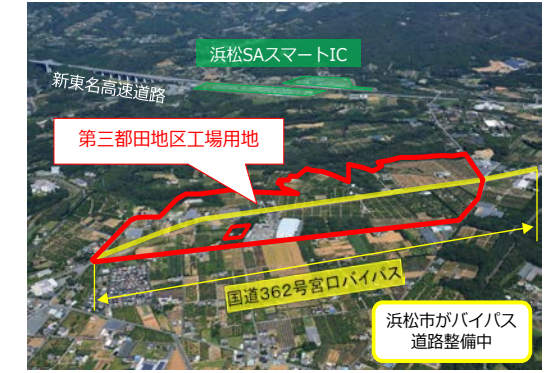 浜松SAスマートIC
新東名高速道路
第三都田地区工場用地
国道362号宮口バイパス
浜松市がバイパス
道路整備中